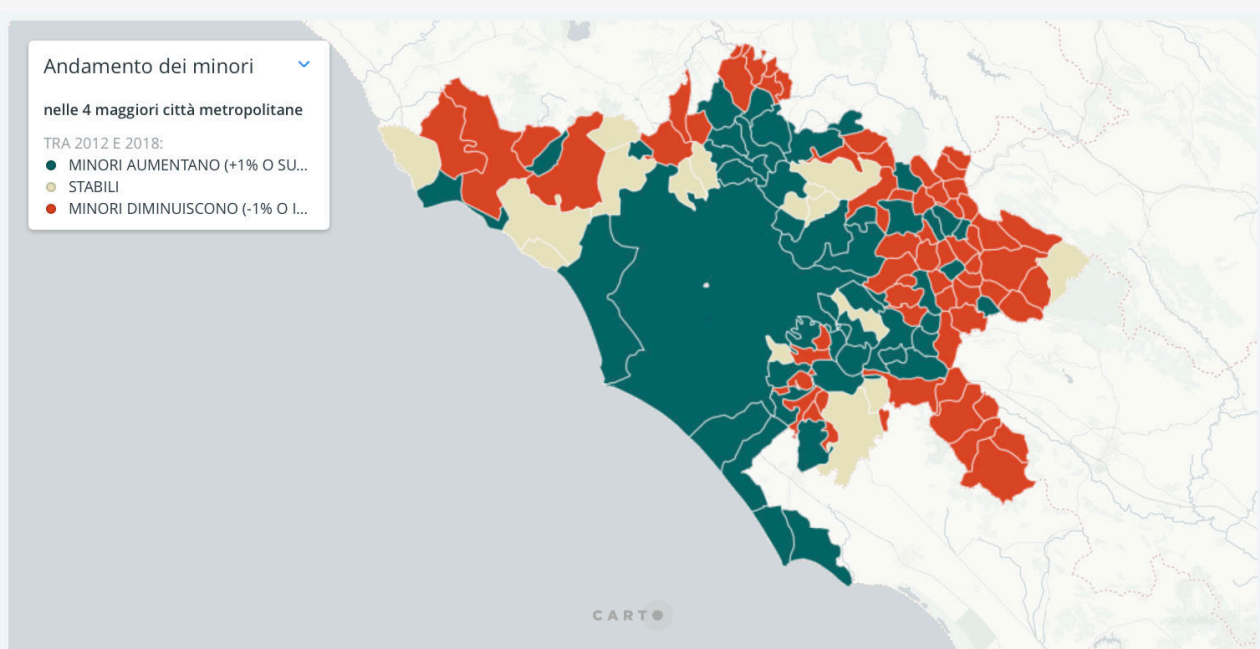 Andamento dei minori
nelle 4 maggiori città metropolitane
TRA 2012 E 2018:
MINORI AUMENTANO (+1% O SU...
STABILI
MINORI DIMINUISCONO (-1% O I...
CARTO